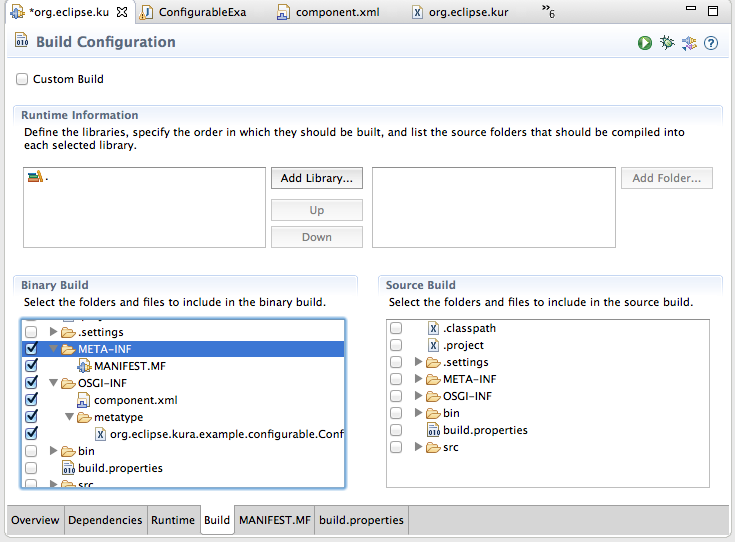 *org.eclipse.ku
ConfigurableExa
component.xml
org.eclipse.kur
»6
Build Configuration
Custom Build
Runtime Information
Define the libraries, specify the order in which they should be built, and list the source folders that should be compiled into
each selected library.
.
Add Library...
Up
Down
Add Folder...
Binary Build
Select the folders and files to include in the binary build.
.settings
META-INF
MANIFEST.MF
OSGI-INF
component.xml
metatype
org.eclipse.kura.example.configurable.Conf
bin
build.properties
src
Source Build
Select the folders and files to include in the source build.
.classpath
.project
.settings
META-INF
OSGI-INF
bin
build.properties
src
Overview
Dependencies
Runtime
Build
MANIFEST.MF
build.properties